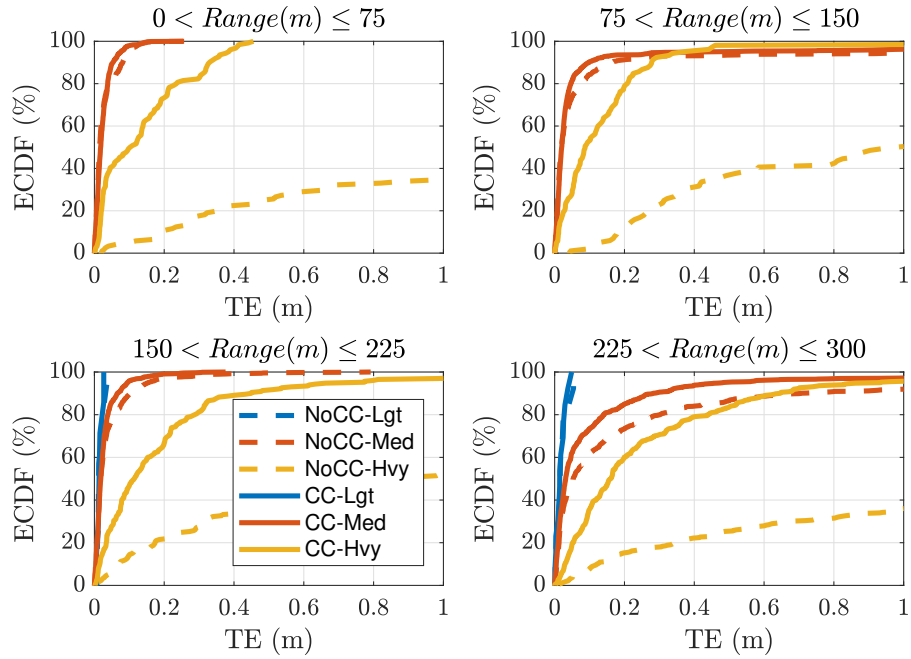 0 < Range(m) ≤ 75
100
80
60
40
20
0
ECDF (%)
0 0.2 0.4 0.6 0.8 1
TE (m)
75 < Range(m) ≤ 150
100
80
60
40
20
0
ECDF (%)
0 0.2 0.4 0.6 0.8 1
TE (m)
150 < Range(m) ≤ 225
100
80
60
40
20
0
ECDF (%)
NoCC-Lgt
NoCC-Med
NoCC-Hvy
CC-Lgt
CC-Med
CC-Hvy
0 0.2 0.4 0.6 0.8 1
TE (m)
225 < Range(m) ≤ 300
100
80
60
40
20
0
ECDF (%)
0 0.2 0.4 0.6 0.8 1
TE (m)